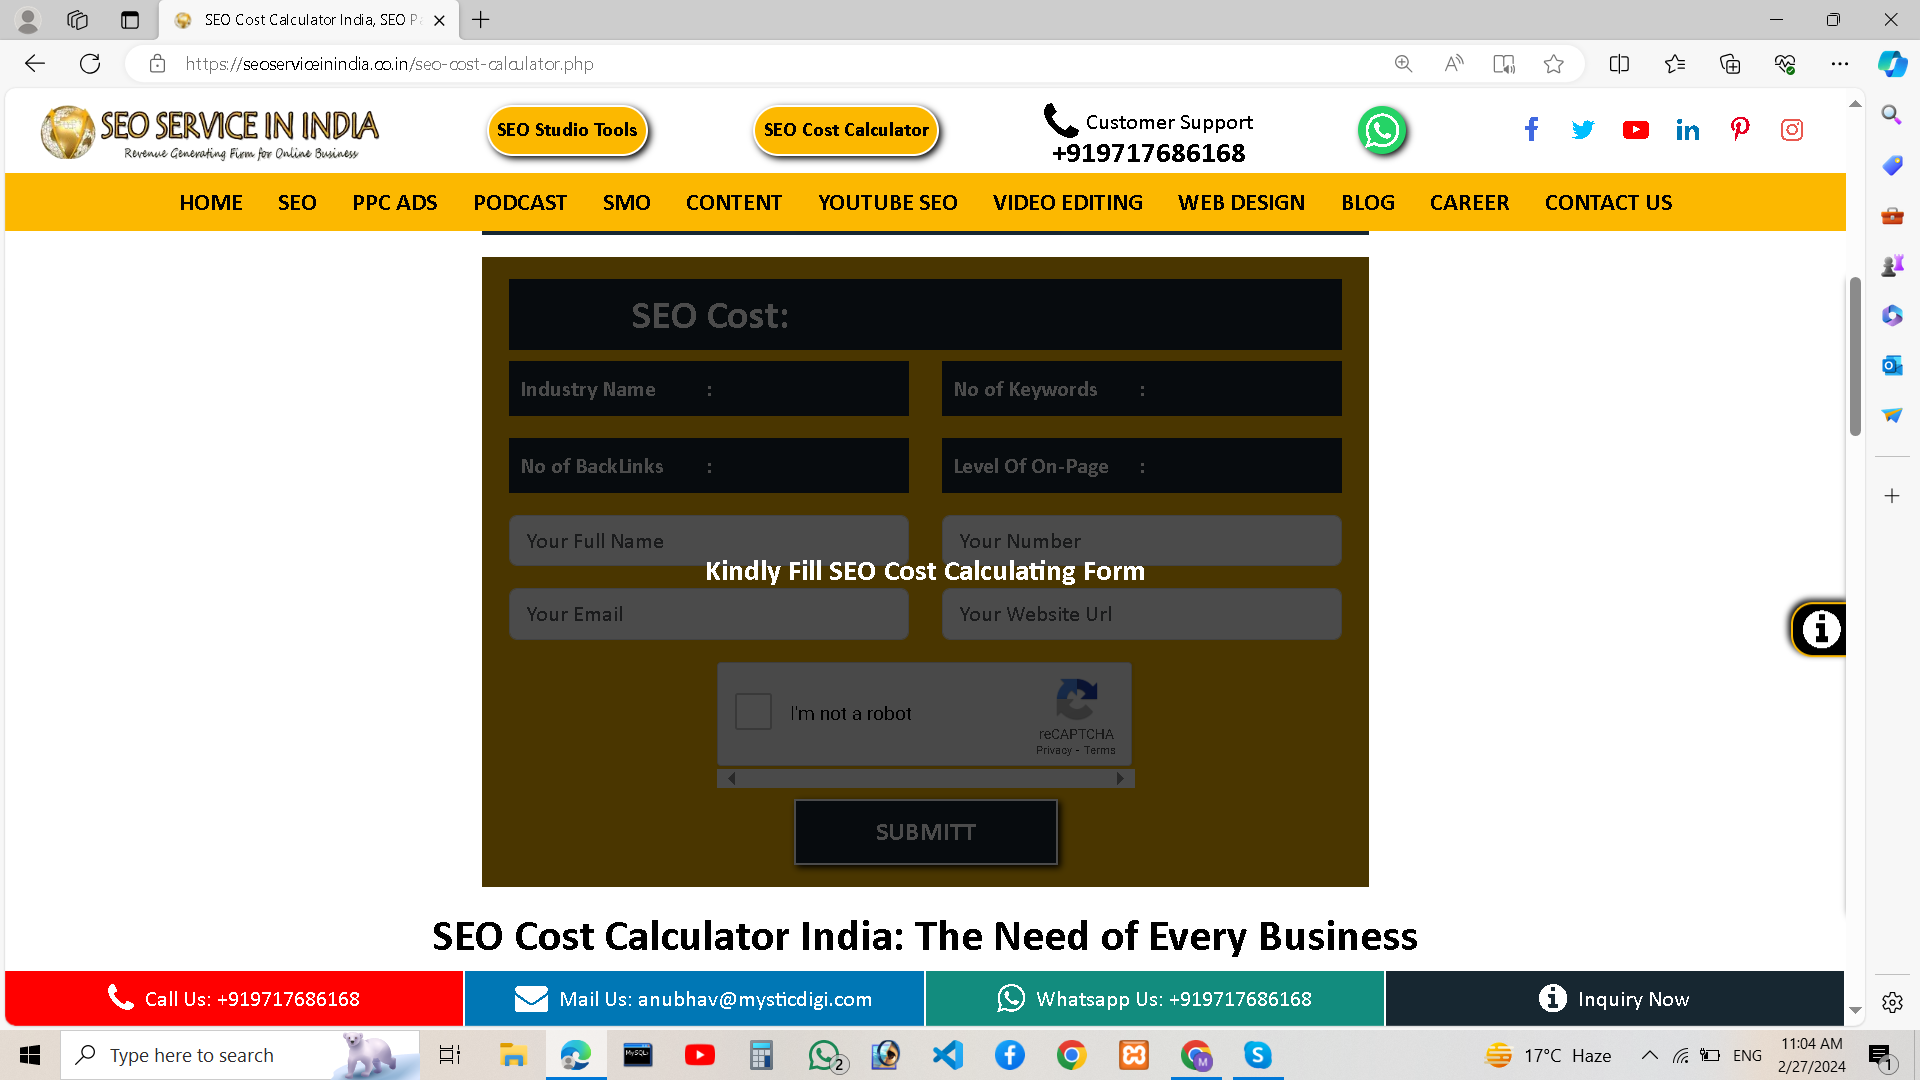 SEO Cost Calculator India, SEO P
https://seoserviceinindia.co.in/seo-cost-calculator.php
SEO SERVICE IN INDIA
Revenue Generating Firm for Online Business
SEO Studio Tools
SEO Cost Calculator
Customer Support
+919717686168
HOME SEO PPC ADS PODCAST SMO CONTENT YOUTUBE SEO VIDEO EDITING WEB DESIGN BLOG CAREER CONTACT US
SEO Cost:
Industry Name :
No of Keywords :
No of BackLinks :
Level Of On-Page :
Your Full Name
Your Number
Kindly Fill SEO Cost Calculating Form
Your Email
Your Website Url
I'm not a robot
reCAPTCHA
Privacy - Terms
SUBMITT
SEO Cost Calculator India: The Need of Every Business
Call Us: +919717686168
Mail Us: anubhav@mysticdigi.com
Whatsapp Us: +919717686168
Inquiry Now
Type here to search
MySQL
2
M
17°C Haze
ENG
11:04 AM
2/27/2024
1